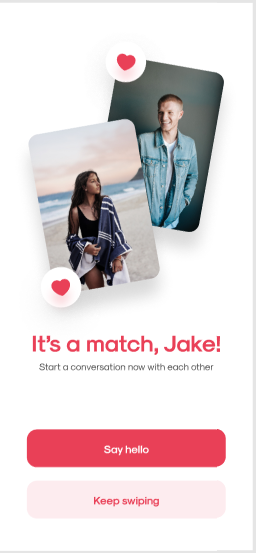 It's a match, Jake!
Start a conversation now with each other
Say hello
Keep swiping